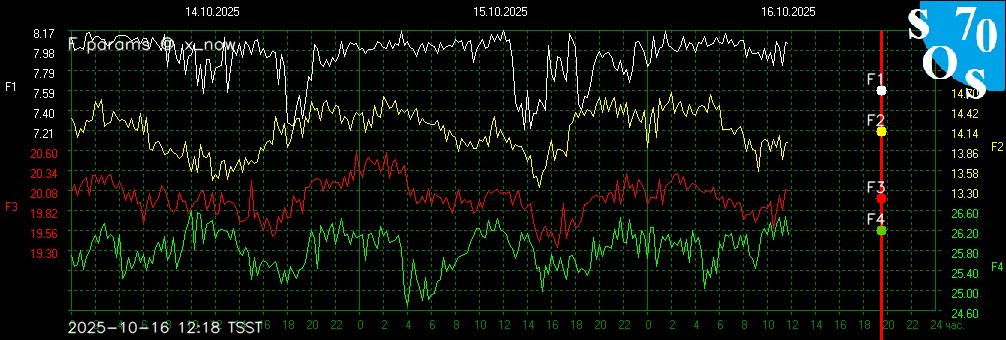 14.10.2025 15.10.2025 16.10.2025
F_params @ x_now
F1
8.17
7.98
7.79
7.59
7.40
7.21
F3
20.60
20.34
20.08
19.82
19.56
19.30
F1
F2
F3
F4
S 70
O
S
F2
14.70
14.42
14.14
13.86
13.58
13.30
F4
26.60
26.20
25.80
25.40
25.00
24.60
2025-10-16 12:18 TSST
16 18 20 22 0 2 4 6 8 10 12 14 16 18 20 22 0 2 4 6 8 10 12 14 16 18 20 22 24 час.